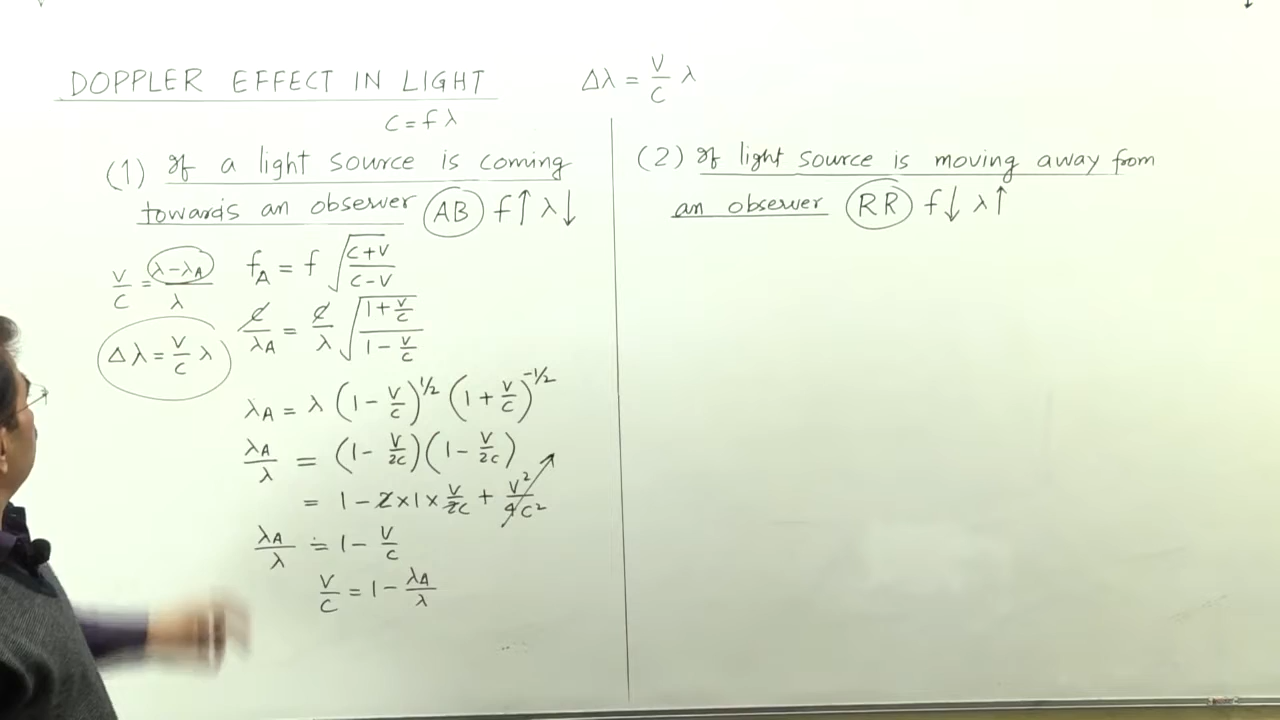 DOPPLER EFFECT IN LIGHT
Δλ = V/C λ
C = fλ
(1) If a light source is coming
towards an observer (AB) f↑ λ↓
V/C = (λ-λA)/λ
fA = f √((C+V)/(C-V))
Δλ = V/C λ
C/λA = C/λ √((1+V/C)/(1-V/C))
λA = λ (1 - V/C)^1/2 (1 + V/C)^-1/2
λA/λ = (1 - V/2C)(1 - V/2C)
= 1 - 2×1× V/2C + V²/4C²
λA/λ ≐ 1 - V/C
V/C = 1 - λA/λ
(2) If light source is moving away from
an observer (RR) f↓ λ↑